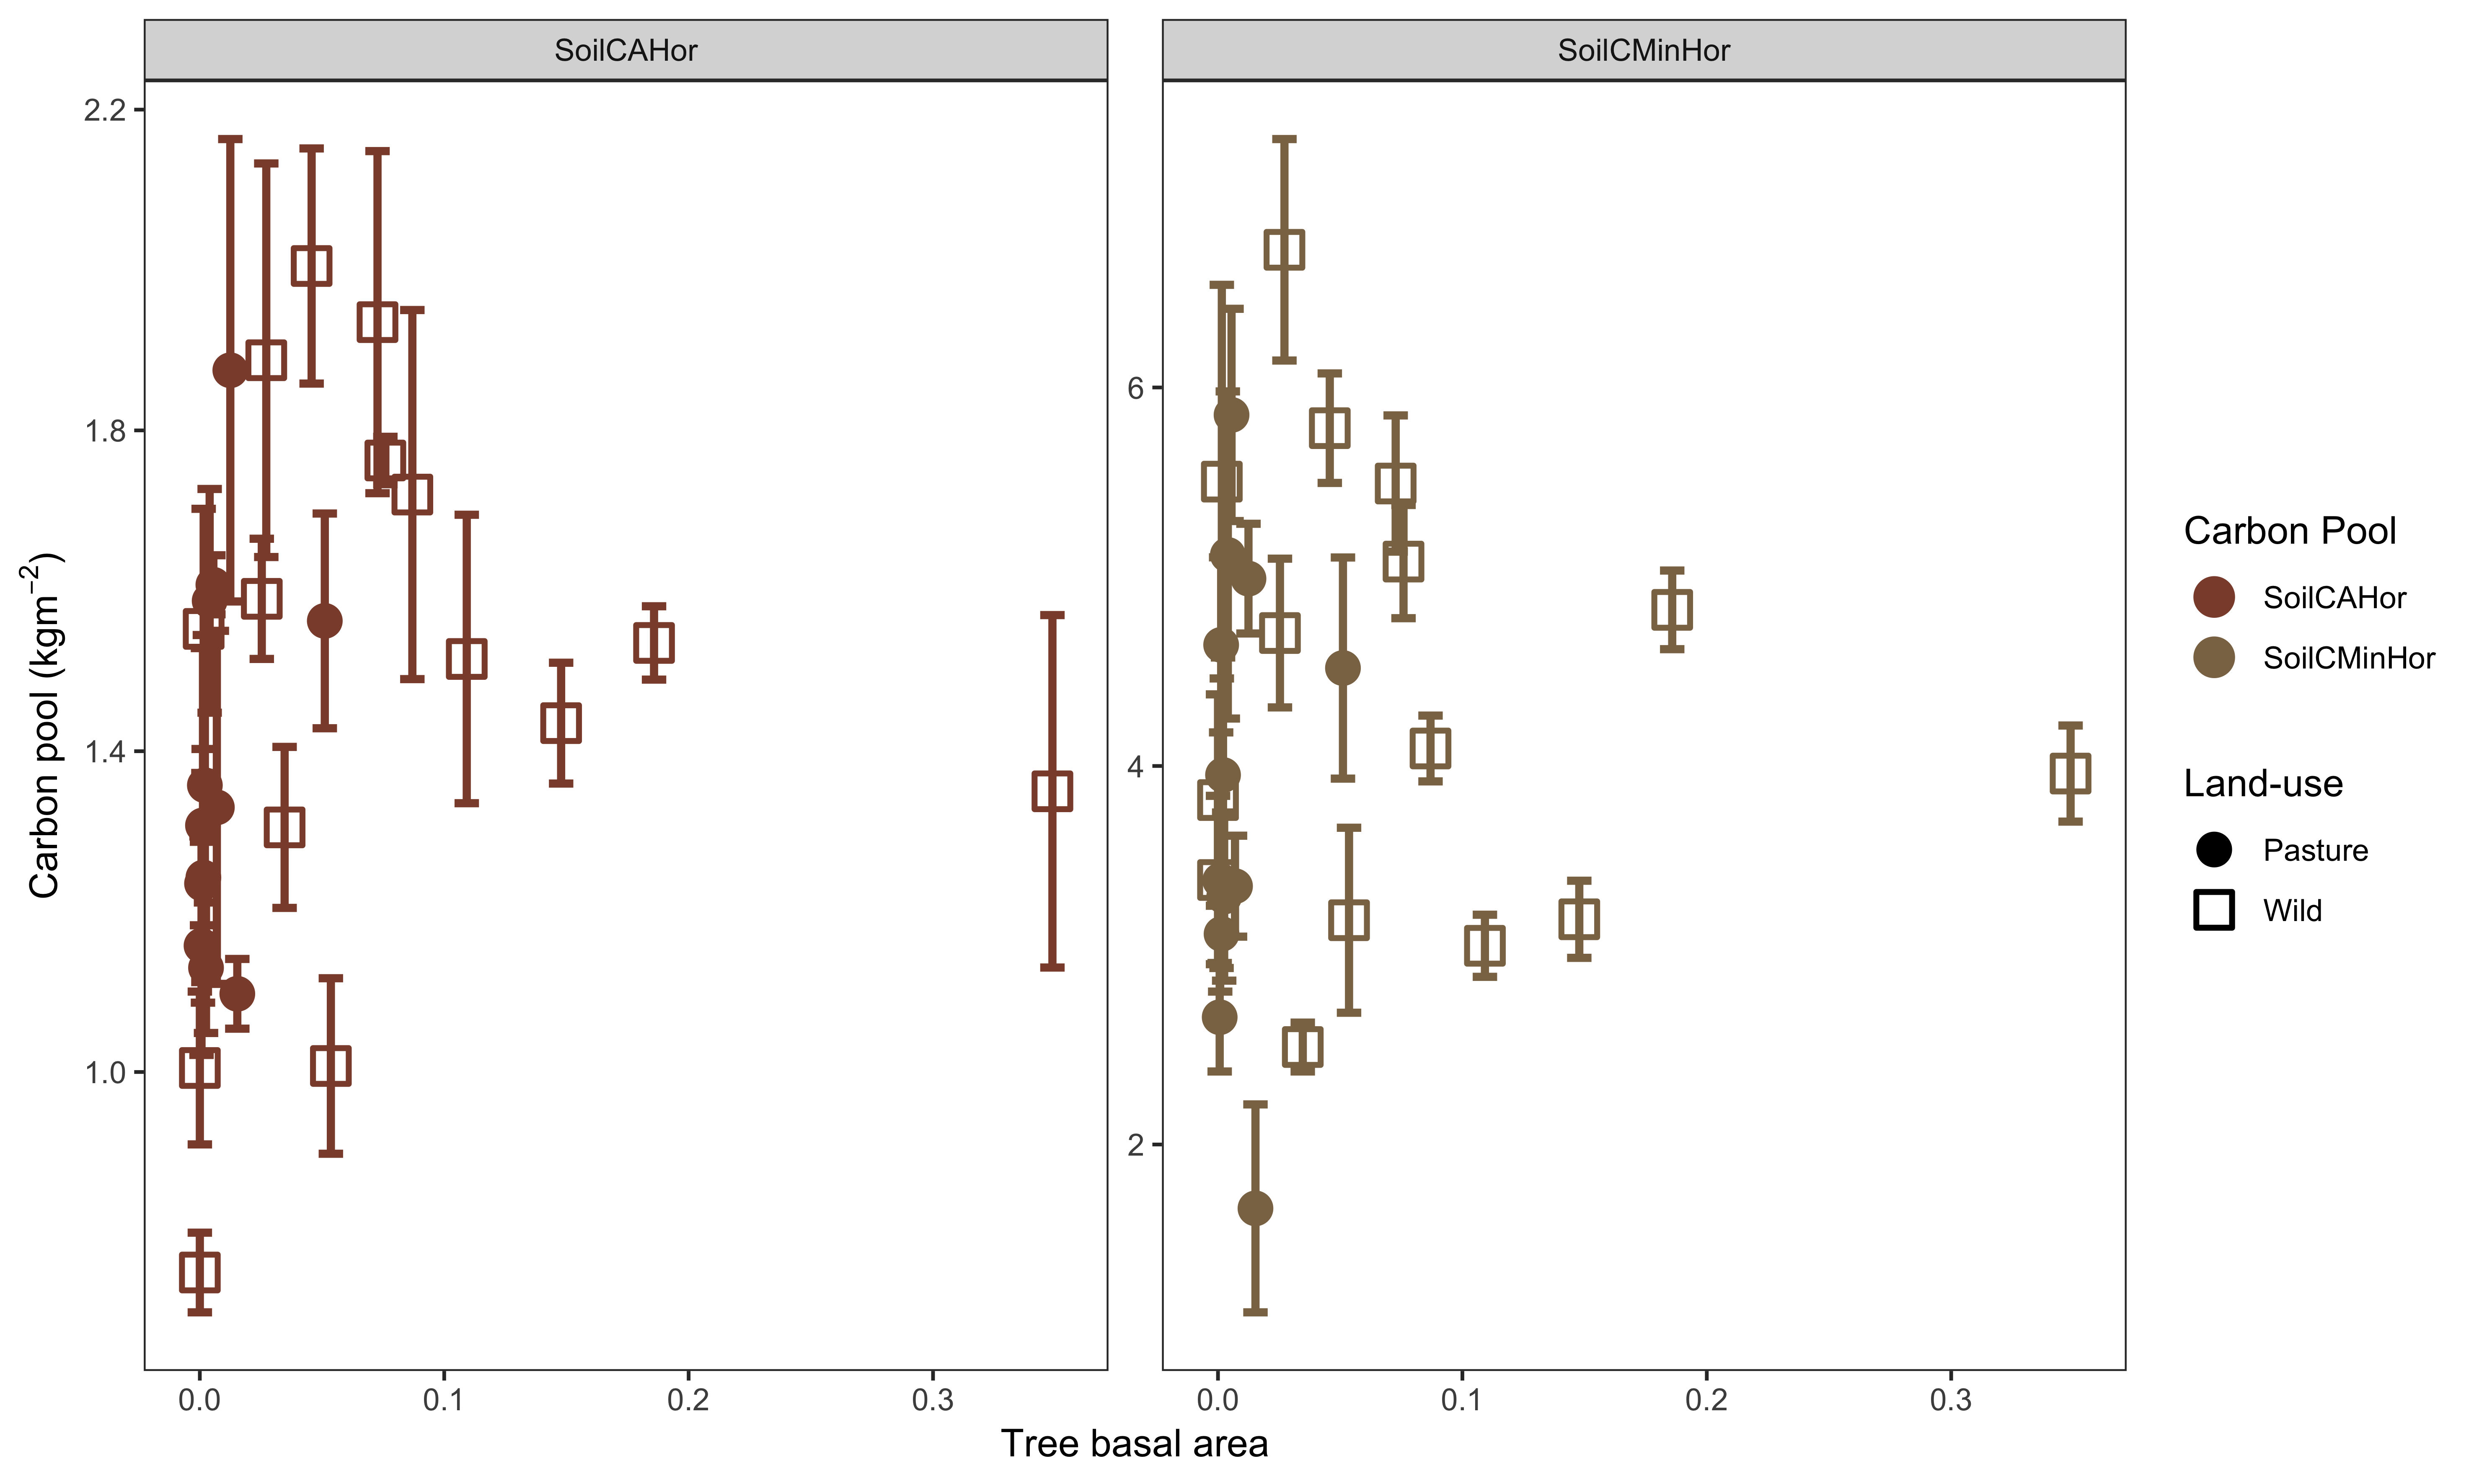 SoilCAHor
SoilCMinHor
2.2
1.8
1.4
1.0
6
4
2
Carbon pool (kgm⁻²)
0.0
0.1
0.2
0.3
0.0
0.1
0.2
0.3
Tree basal area
Carbon Pool
SoilCAHor
SoilCMinHor
Land-use
Pasture
Wild